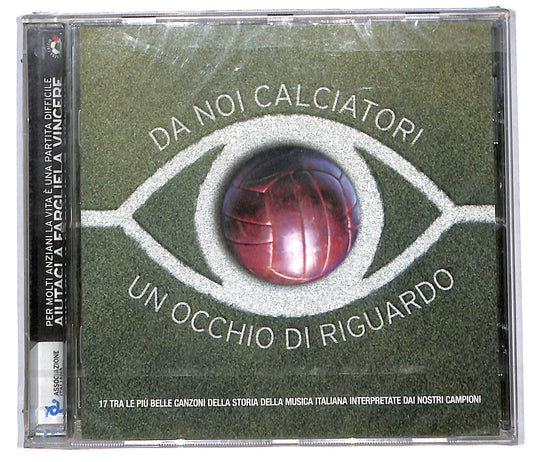 DA NOI CALCIATORI
UN OCCHIO DI RIGUARDO
17 TRA LE PIÙ BELLE CANZONI DELLA STORIA DELLA MUSICA ITALIANA INTERPRETATE DAI NOSTRI CAMPIONI
PER MOLTI ANZIANI LA VITA È UNA PARTITA DIFFICILE
AIUTACI A FARGLIELA VINCERE
ASSOCIAZIONE